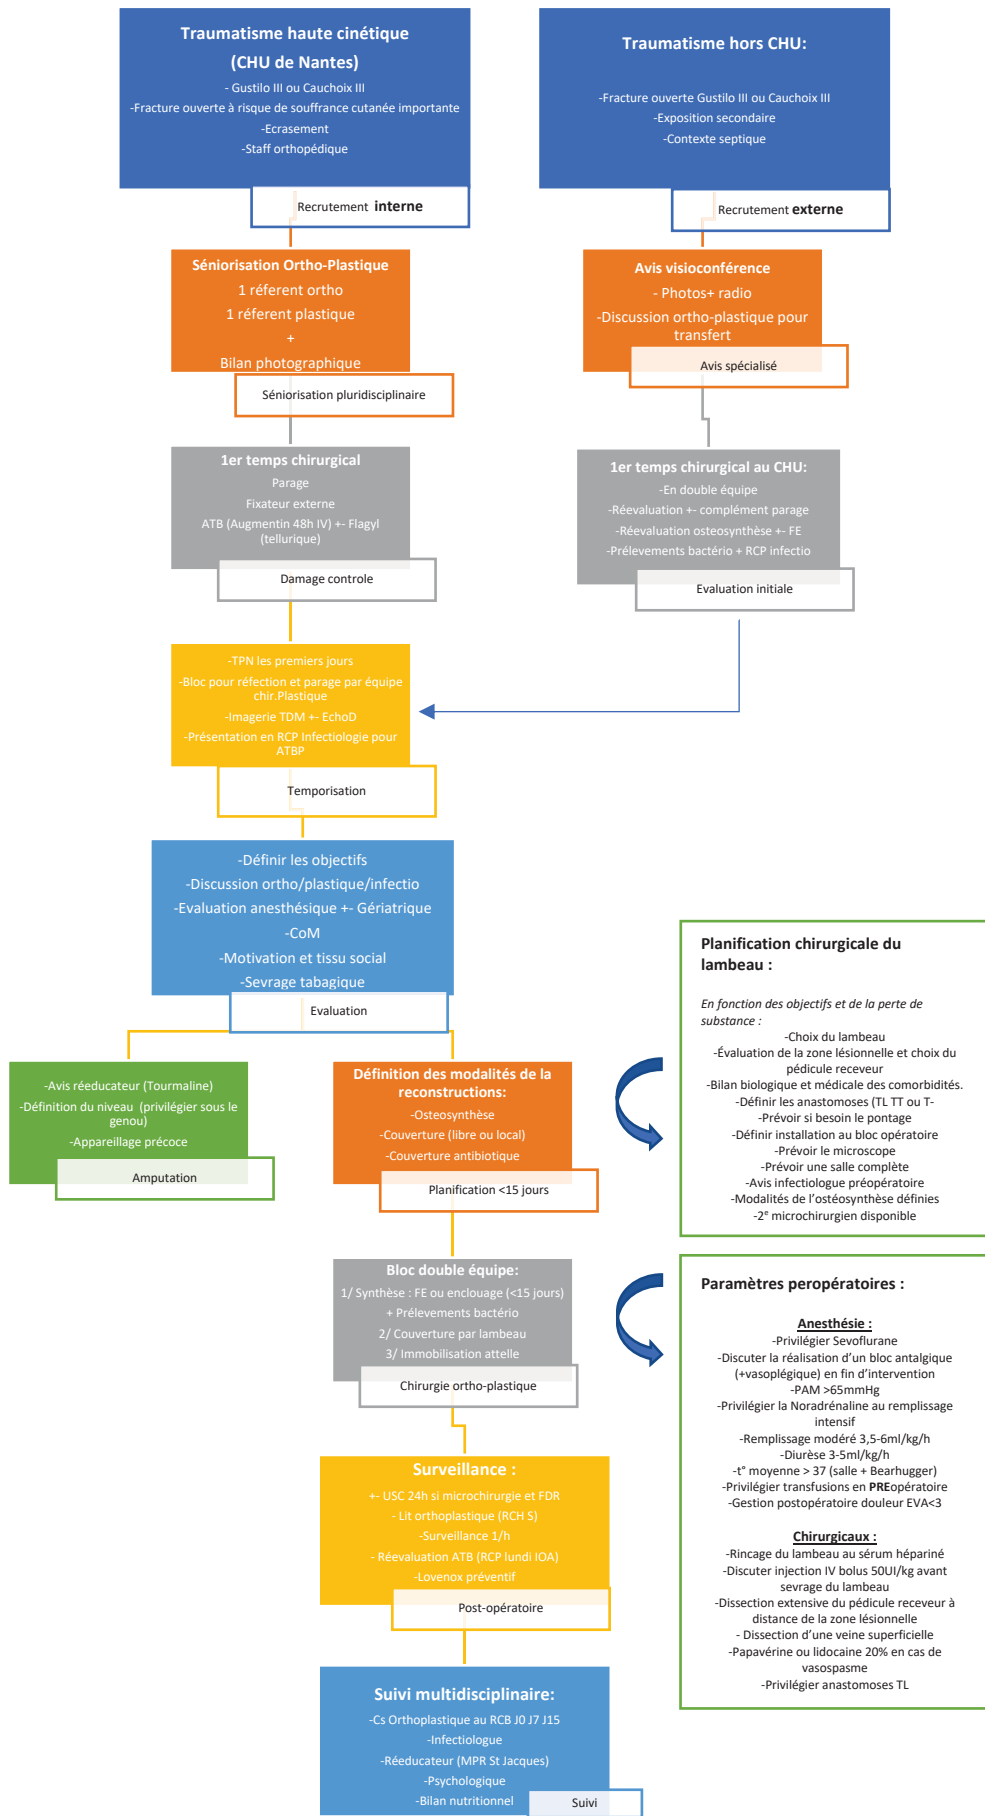 Traumatisme haute cinétique
(CHU de Nantes)
- Gustilo III ou Cauchoix III
-Fracture ouverte à risque de souffrance cutanée importante
-Ecrasement
-Staff orthopédique
Recrutement interne
Traumatisme hors CHU:
-Fracture ouverte Gustilo III ou Cauchoix III
-Exposition secondaire
-Contexte septique
Recrutement externe
Séniorisation Ortho-Plastique
1 réferent ortho
1 réferent plastique
+
Bilan photographique
Séniorisation pluridisciplinaire
Avis visioconférence
- Photos+ radio
-Discussion ortho-plastique pour
transfert
Avis spécialisé
1er temps chirurgical
Parage
Fixateur externe
ATB (Augmentin 48h IV) +- Flagyl
(tellurique)
Damage controle
1er temps chirurgical au CHU:
-En double équipe
-Réevaluation +- complément parage
-Réevaluation osteosynthèse +- FE
-Prélevements bactério + RCP infectio
Evaluation initiale
-TPN les premiers jours
-Bloc pour réfection et parage par équipe
chir.Plastique
-Imagerie TDM +- EchoD
-Présentation en RCP Infectiologie pour
ATBP
Temporisation
-Définir les objectifs
-Discussion ortho/plastique/infectio
-Evaluation anesthésique +- Gériatrique
-CoM
-Motivation et tissu social
-Sevrage tabagique
Evaluation
-Avis rééducateur (Tourmaline)
-Définition du niveau (privilégier sous le
genou)
-Appareillage précoce
Amputation
Définition des modalités de la
reconstructions:
-Osteosynthèse
-Couverture (libre ou local)
-Couverture antibiotique
Planification <15 jours
Planification chirurgicale du
lambeau :
En fonction des objectifs et de la perte de
substance :
-Choix du lambeau
-Évaluation de la zone lésionnelle et choix du
pédicule receveur
-Bilan biologique et médicale des comorbidités.
-Définir les anastomoses (TL TT ou T-
-Prévoir si besoin le pontage
-Définir installation au bloc opératoire
-Prévoir le microscope
-Prévoir une salle complète
-Avis infectiologue préopératoire
-Modalités de l'ostéosynthèse définies
-2e microchirurgien disponible
Bloc double équipe:
1/ Synthèse : FE ou enclouage (<15 jours)
+ Prélevements bactério
2/ Couverture par lambeau
3/ Immobilisation attelle
Chirurgie ortho-plastique
Paramètres peropératoires :
Anesthésie :
-Privilégier Sevoflurane
-Discuter la réalisation d'un bloc antalgique
(+vasoplégique) en fin d'intervention
-PAM >65mmHg
-Privilégier la Noradrénaline au remplissage
intensif
-Remplissage modéré 3,5-6ml/kg/h
-Diurèse 3-5ml/kg/h
-t° moyenne > 37 (salle + Bearhugger)
-Privilégier transfusions en PREopératoire
-Gestion postopératoire douleur EVA<3
Chirurgicaux :
-Rincage du lambeau au sérum hépariné
-Discuter injection IV bolus 50UI/kg avant
sevrage du lambeau
-Dissection extensive du pédicule receveur à
distance de la zone lésionnelle
- Dissection d'une veine superficielle
-Papavérine ou lidocaine 20% en cas de
vasospasme
-Privilégier anastomoses TL
Surveillance :
+- USC 24h si microchirurgie et FDR
- Lit orthoplastique (RCH S)
-Surveillance 1/h
- Réevaluation ATB (RCP lundi IOA)
-Lovenox préventif
Post-opératoire
Suivi multidisciplinaire:
-Cs Orthoplastique au RCB J0 J7 J15
-Infectiologue
-Réeducateur (MPR St Jacques)
-Psychologique
-Bilan nutritionnel
Suivi